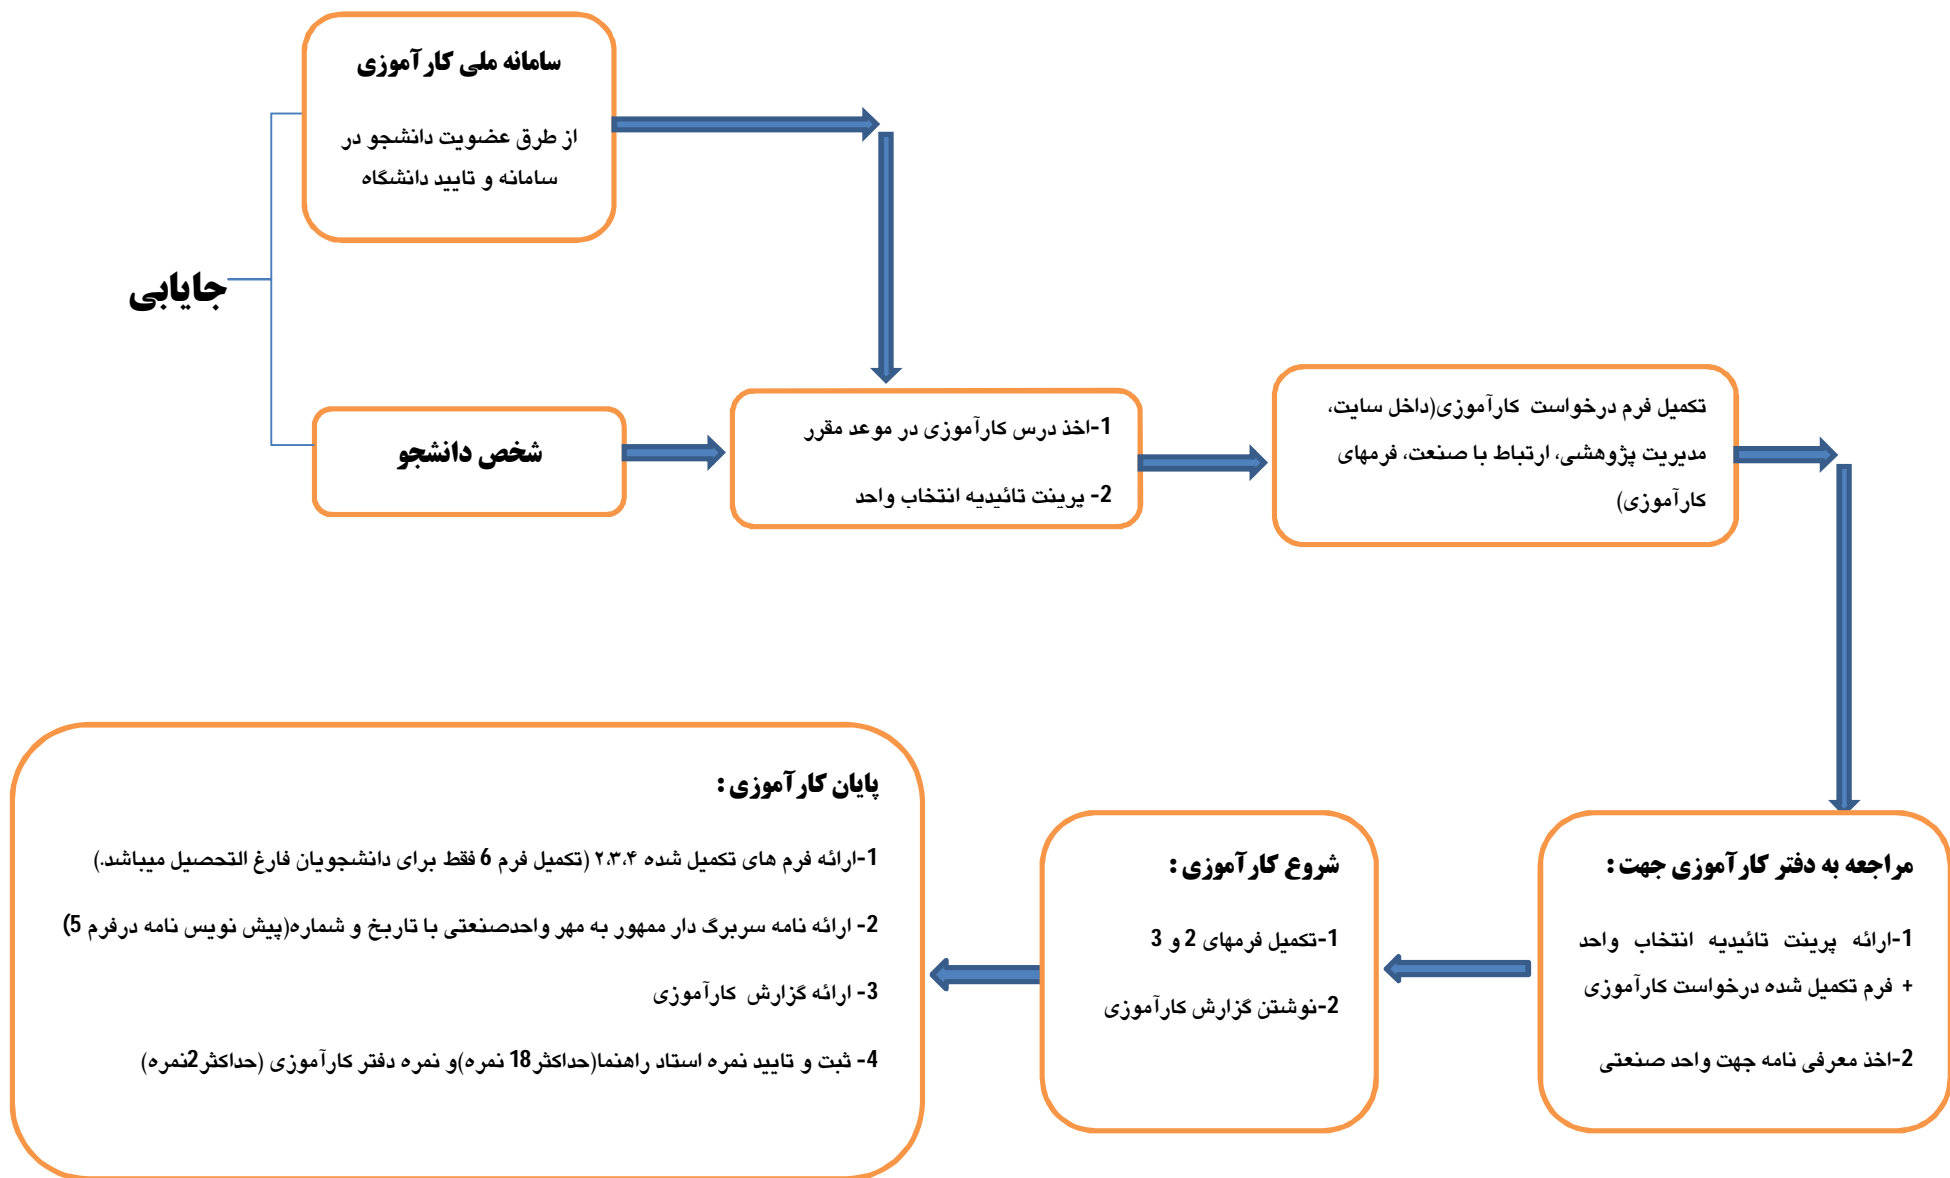 سامانه ملی کارآموزی
از طرق عضویت دانشجو در
سامانه و تایید دانشگاه
جایابی
شخص دانشجو
1-اخذ درس کارآموزی در موعد مقرر
2- پرینت تائیدیه انتخاب واحد
تکمیل فرم درخواست کارآموزی(داخل سایت،
مدیریت پژوهشی، ارتباط با صنعت، فرمهای
کارآموزی)
مراجعه به دفتر کارآموزی جهت :
1-ارائه پرینت تائیدیه انتخاب واحد
+ فرم تکمیل شده درخواست کارآموزی
2-اخذ معرفی نامه جهت واحد صنعتی
شروع کارآموزی :
1-تکمیل فرمهای 2 و 3
2-نوشتن گزارش کارآموزی
پایان کارآموزی :
1-ارائه فرم های تکمیل شده ۲،۳،۴ (تکمیل فرم 6 فقط برای دانشجویان فارغ التحصیل میباشد.)
2- ارائه نامه سربرگ دار ممهور به مهر واحدصنعتی با تاریخ و شماره(پیش نویس نامه درفرم 5)
3- ارائه گزارش کارآموزی
4- ثبت و تایید نمره استاد راهنما(حداکثر18 نمره)و نمره دفتر کارآموزی (حداکثر2نمره)